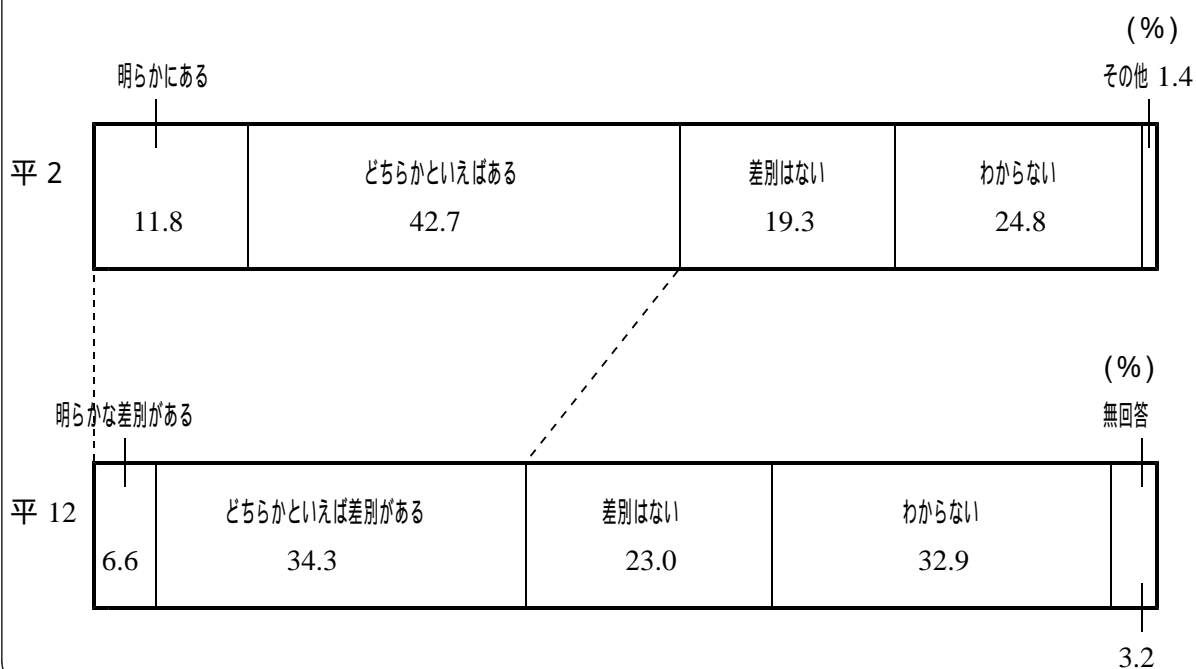 (%)
明らかにある その他 1.4
平 2
どちらかといえばある 差別はない わからない
11.8 42.7 19.3 24.8
(%)
明らかな差別がある 無回答
平 12
どちらかといえば差別がある 差別はない わからない
6.6 34.3 23.0 32.9
3.2